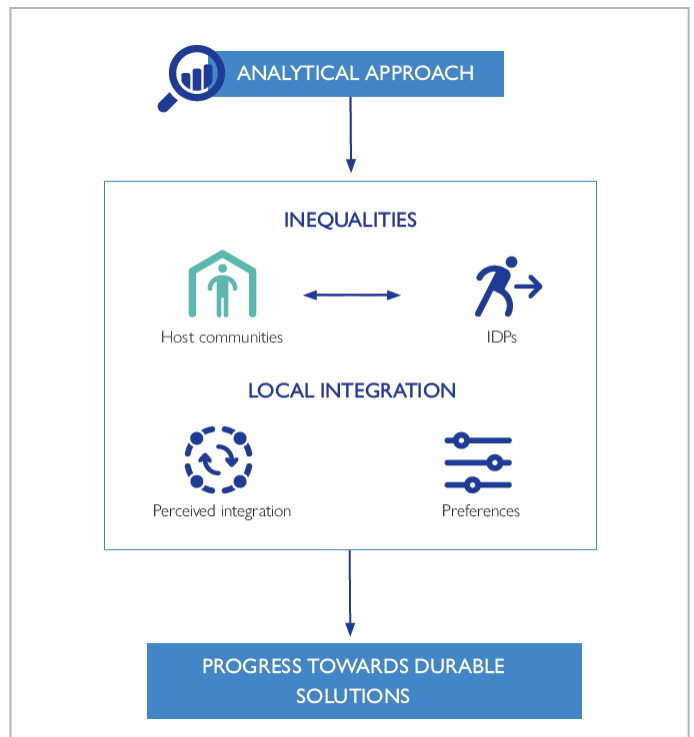 ANALYTICAL APPROACH
INEQUALITIES
Host communities
IDPs
LOCAL INTEGRATION
Perceived integration
Preferences
PROGRESS TOWARDS DURABLE
SOLUTIONS